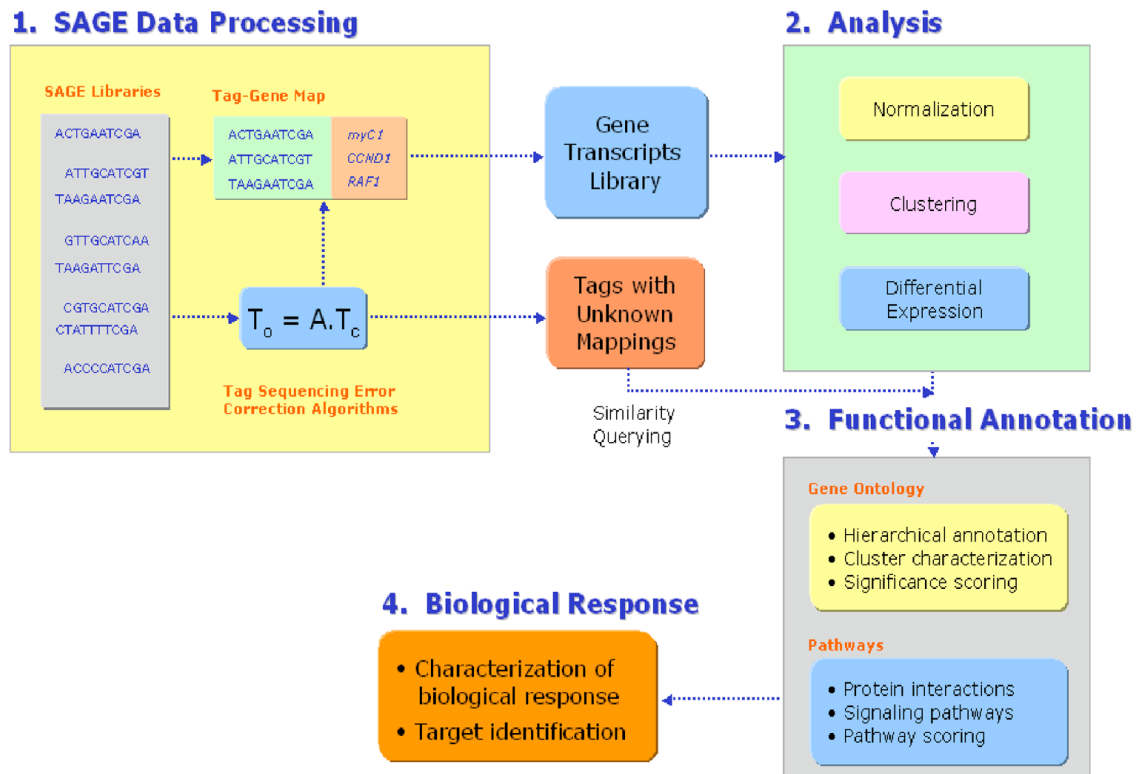 1. SAGE Data Processing
SAGE Libraries
ACTGAATCGA
ATTGCATCGT
TAAGAATCGA
GTTGCATCAA
TAAGATTCGA
CGTGCATCGA
CTATTTTCGA
ACCCCATCGA
Tag-Gene Map
ACTGAATCGA myC1
ATTGCATCGT CCND1
TAAGAATCGA RAF1
To = A.Tc
Tag Sequencing Error
Correction Algorithms
Gene
Transcripts
Library
Tags with
Unknown
Mappings
Similarity
Querying
2. Analysis
Normalization
Clustering
Differential
Expression
3. Functional Annotation
Gene Ontology
• Hierarchical annotation
• Cluster characterization
• Significance scoring
Pathways
• Protein interactions
• Signaling pathways
• Pathway scoring
4. Biological Response
• Characterization of
biological response
• Target identification